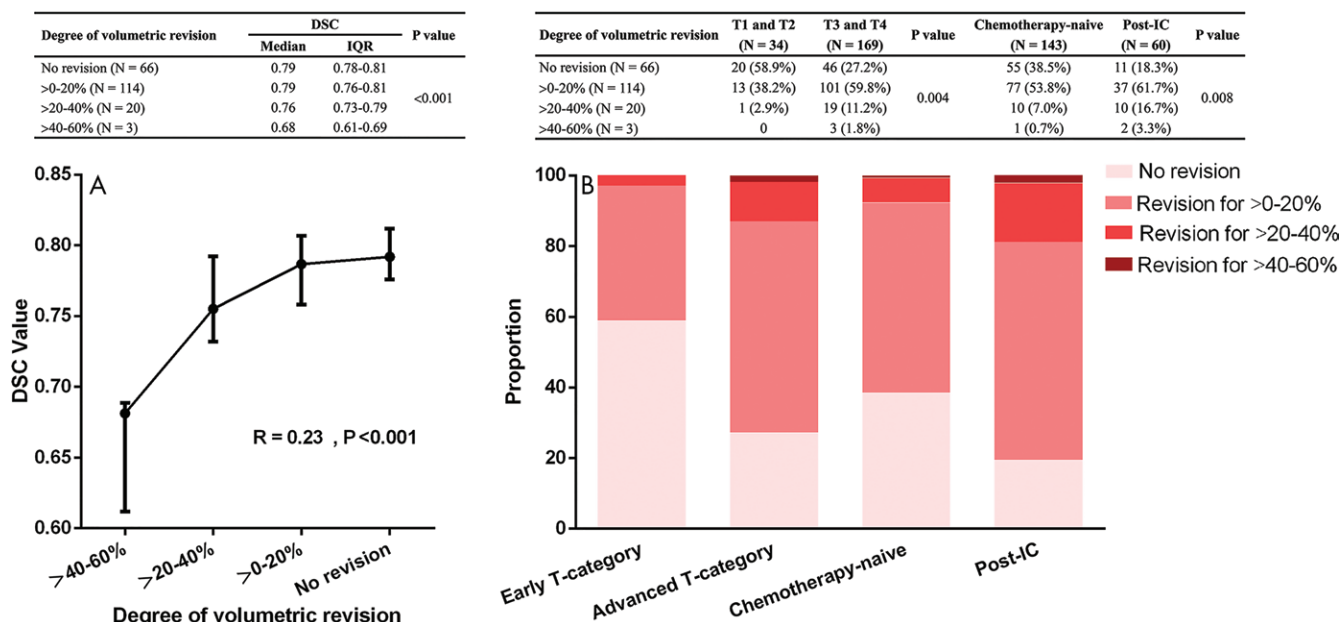 Degree of volumetric revision DSC P value
Median IQR
No revision (N = 66) 0.79 0.78-0.81
>0-20% (N = 114) 0.79 0.76-0.81 <0.001
>20-40% (N = 20) 0.76 0.73-0.79
>40-60% (N = 3) 0.68 0.61-0.69
Degree of volumetric revision T1 and T2 (N = 34) T3 and T4 (N = 169) P value Chemotherapy-naive (N = 143) Post-IC (N = 60) P value
No revision (N = 66) 20 (58.9%) 46 (27.2%) 55 (38.5%) 11 (18.3%)
>0-20% (N = 114) 13 (38.2%) 101 (59.8%) 0.004 77 (53.8%) 37 (61.7%) 0.008
>20-40% (N = 20) 1 (2.9%) 19 (11.2%) 10 (7.0%) 10 (16.7%)
>40-60% (N = 3) 0 3 (1.8%) 1 (0.7%) 2 (3.3%)
A
DSC Value
0.85
0.80
0.75
0.70
0.65
0.60
R = 0.23 , P<0.001
>40-60%
>20-40%
>0-20%
No revision
Degree of volumetric revision
B
Proportion
100
80
60
40
20
0
Early T-category
Advanced T-category
Chemotherapy-naive
Post-IC
No revision
Revision for >0-20%
Revision for >20-40%
Revision for >40-60%